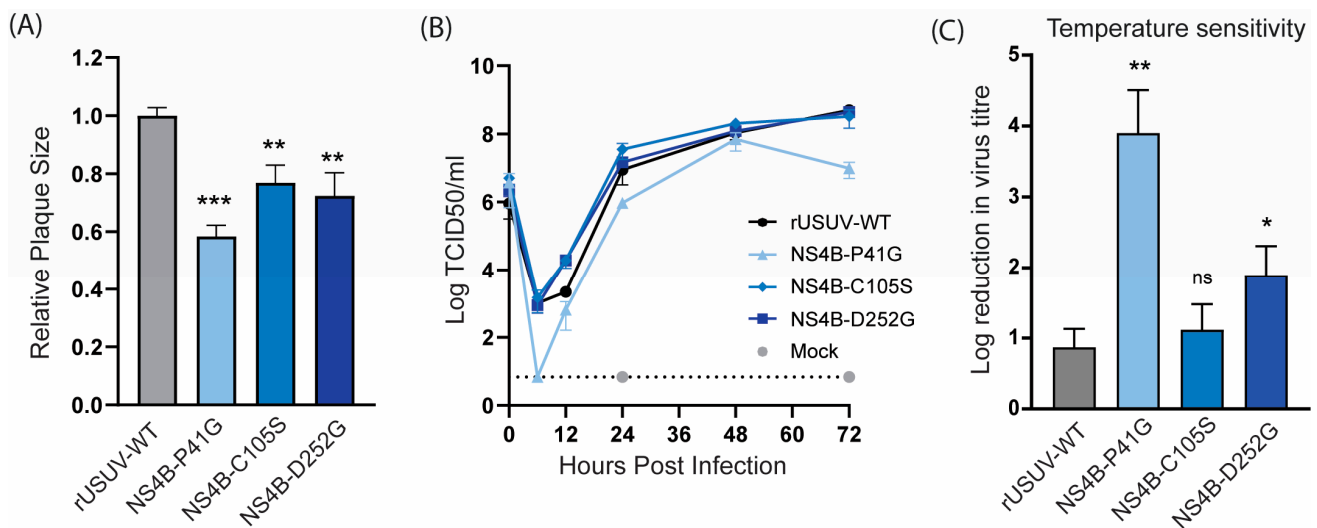 (A)
Relative Plaque Size
1.2
1.0
0.8
0.6
0.4
0.2
0.0
***
**
**
rUSUV-WT
NS4B-P41G
NS4B-C105S
NS4B-D252G
(B)
Log TCID50/ml
10
8
6
4
2
0
0
12
24
36
48
60
72
Hours Post Infection
rUSUV-WT
NS4B-P41G
NS4B-C105S
NS4B-D252G
Mock
(C)
Temperature sensitivity
Log reduction in virus titre
5
4
3
2
1
0
**
ns
*
rUSUV-WT
NS4B-P41G
NS4B-C105S
NS4B-D252G